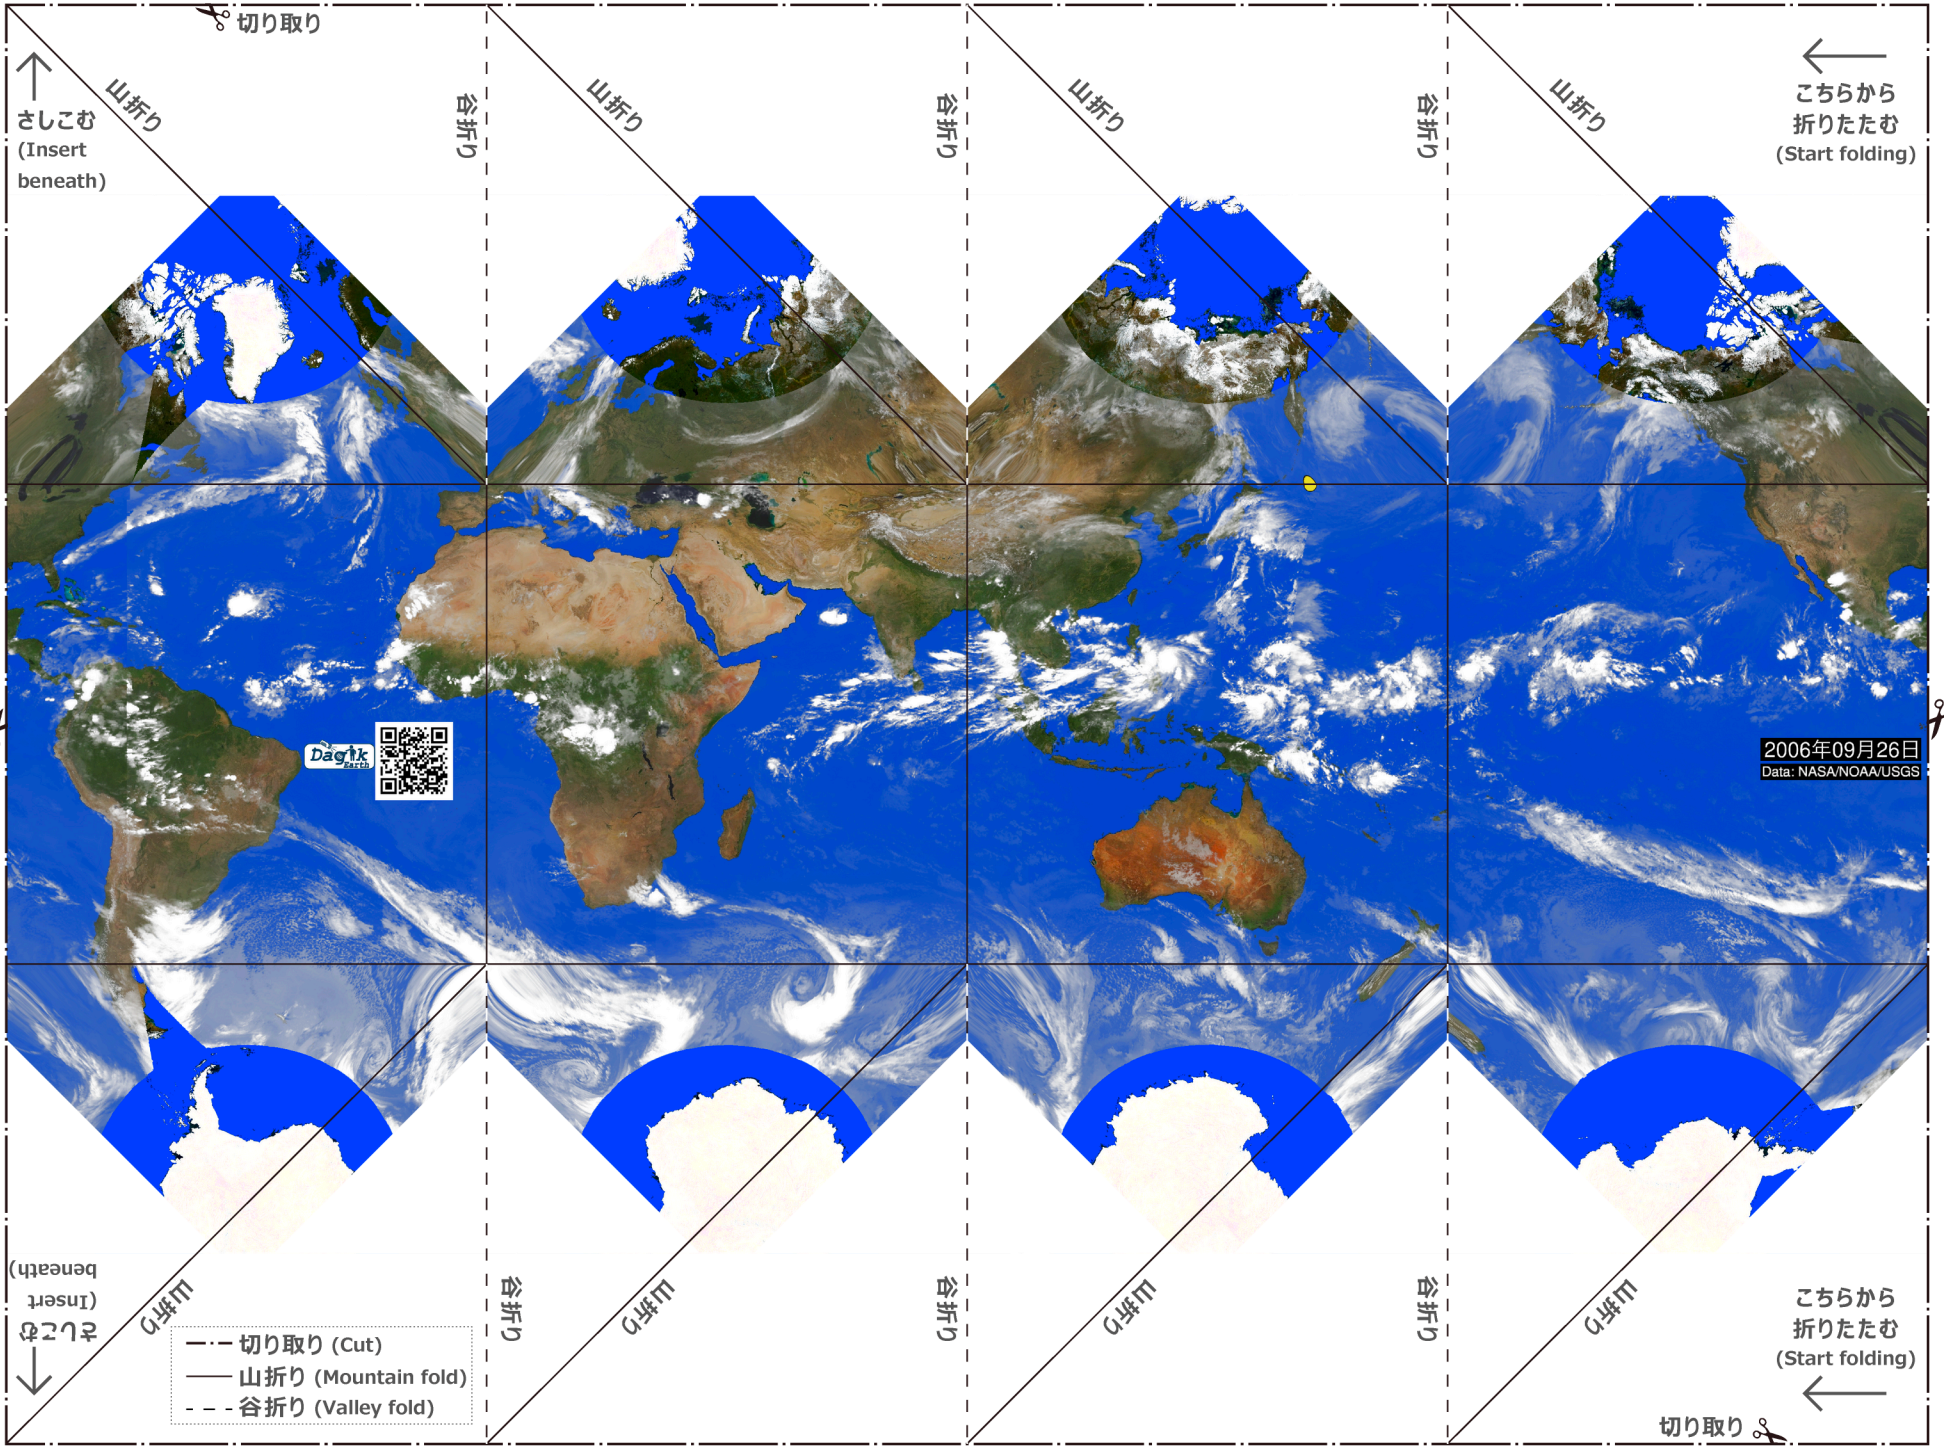 切り取り
さしこむ
(Insert
beneath)
山折り
谷折り
山折り
谷折り
山折り
谷折り
山折り
こちらから
折りたたむ
(Start folding)
Dagik
Earth
2006年09月26日
Data: NASA/NOAA/USGS
さしこむ
(Insert
beneath)
山折り
谷折り
山折り
谷折り
山折り
谷折り
山折り
こちらから
折りたたむ
(Start folding)
切り取り (Cut)
山折り (Mountain fold)
谷折り (Valley fold)
切り取り